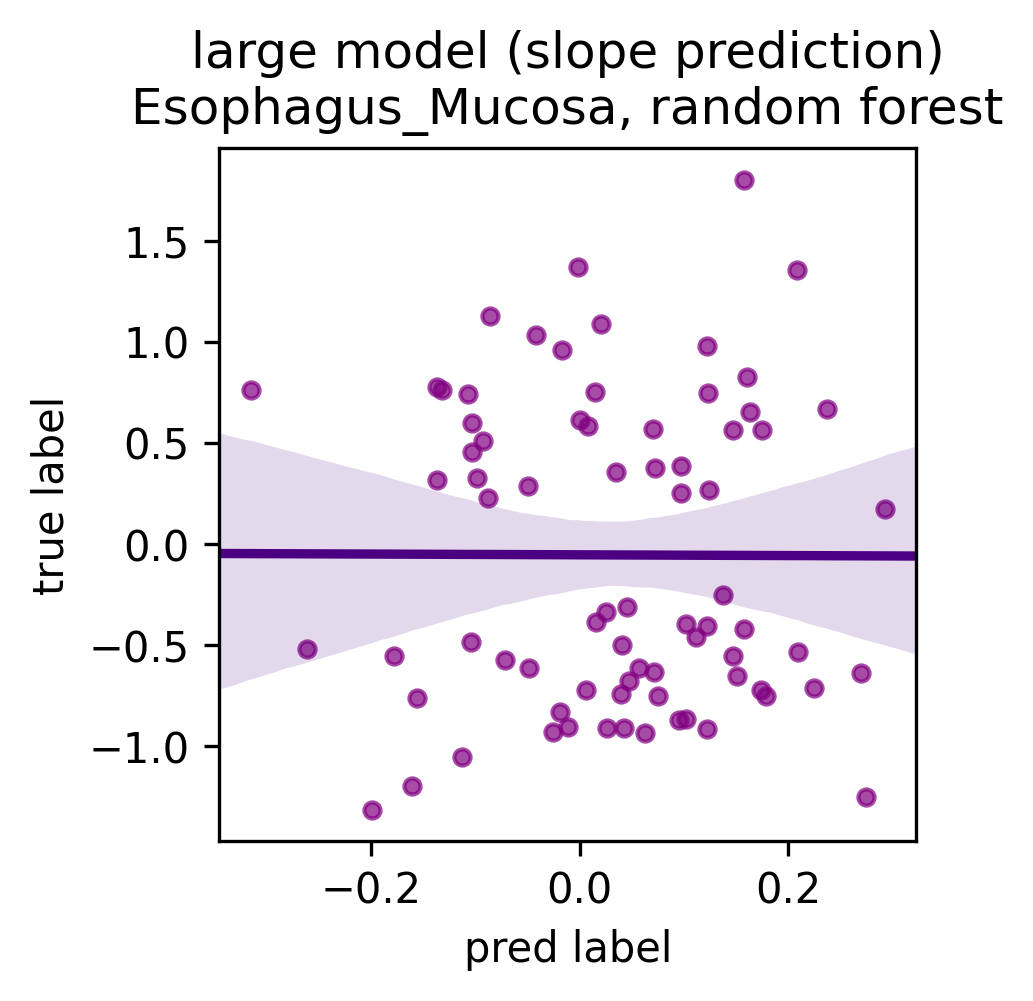 large model (slope prediction)
Esophagus_Mucosa, random forest
1.5
1.0
0.5
0.0
−0.5
−1.0
true label
−0.2
0.0
0.2
pred label